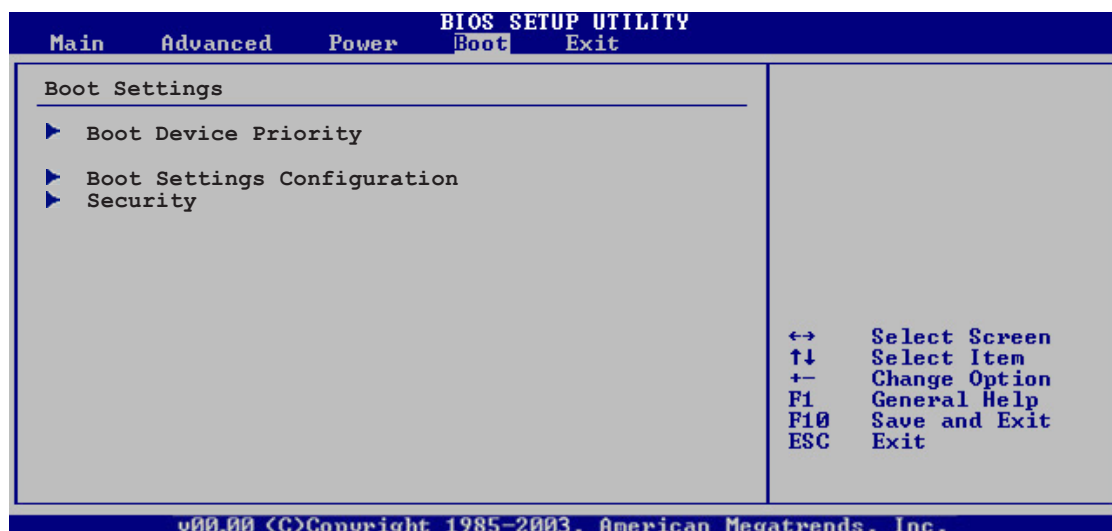 BIOS SETUP UTILITY
Main Advanced Power Boot Exit
Boot Settings
Boot Device Priority
Boot Settings Configuration
Security
←→ Select Screen
↑↓ Select Item
+- Change Option
F1 General Help
F10 Save and Exit
ESC Exit
v00.00 (C)Copyright 1985-2003, American Megatrends, Inc.